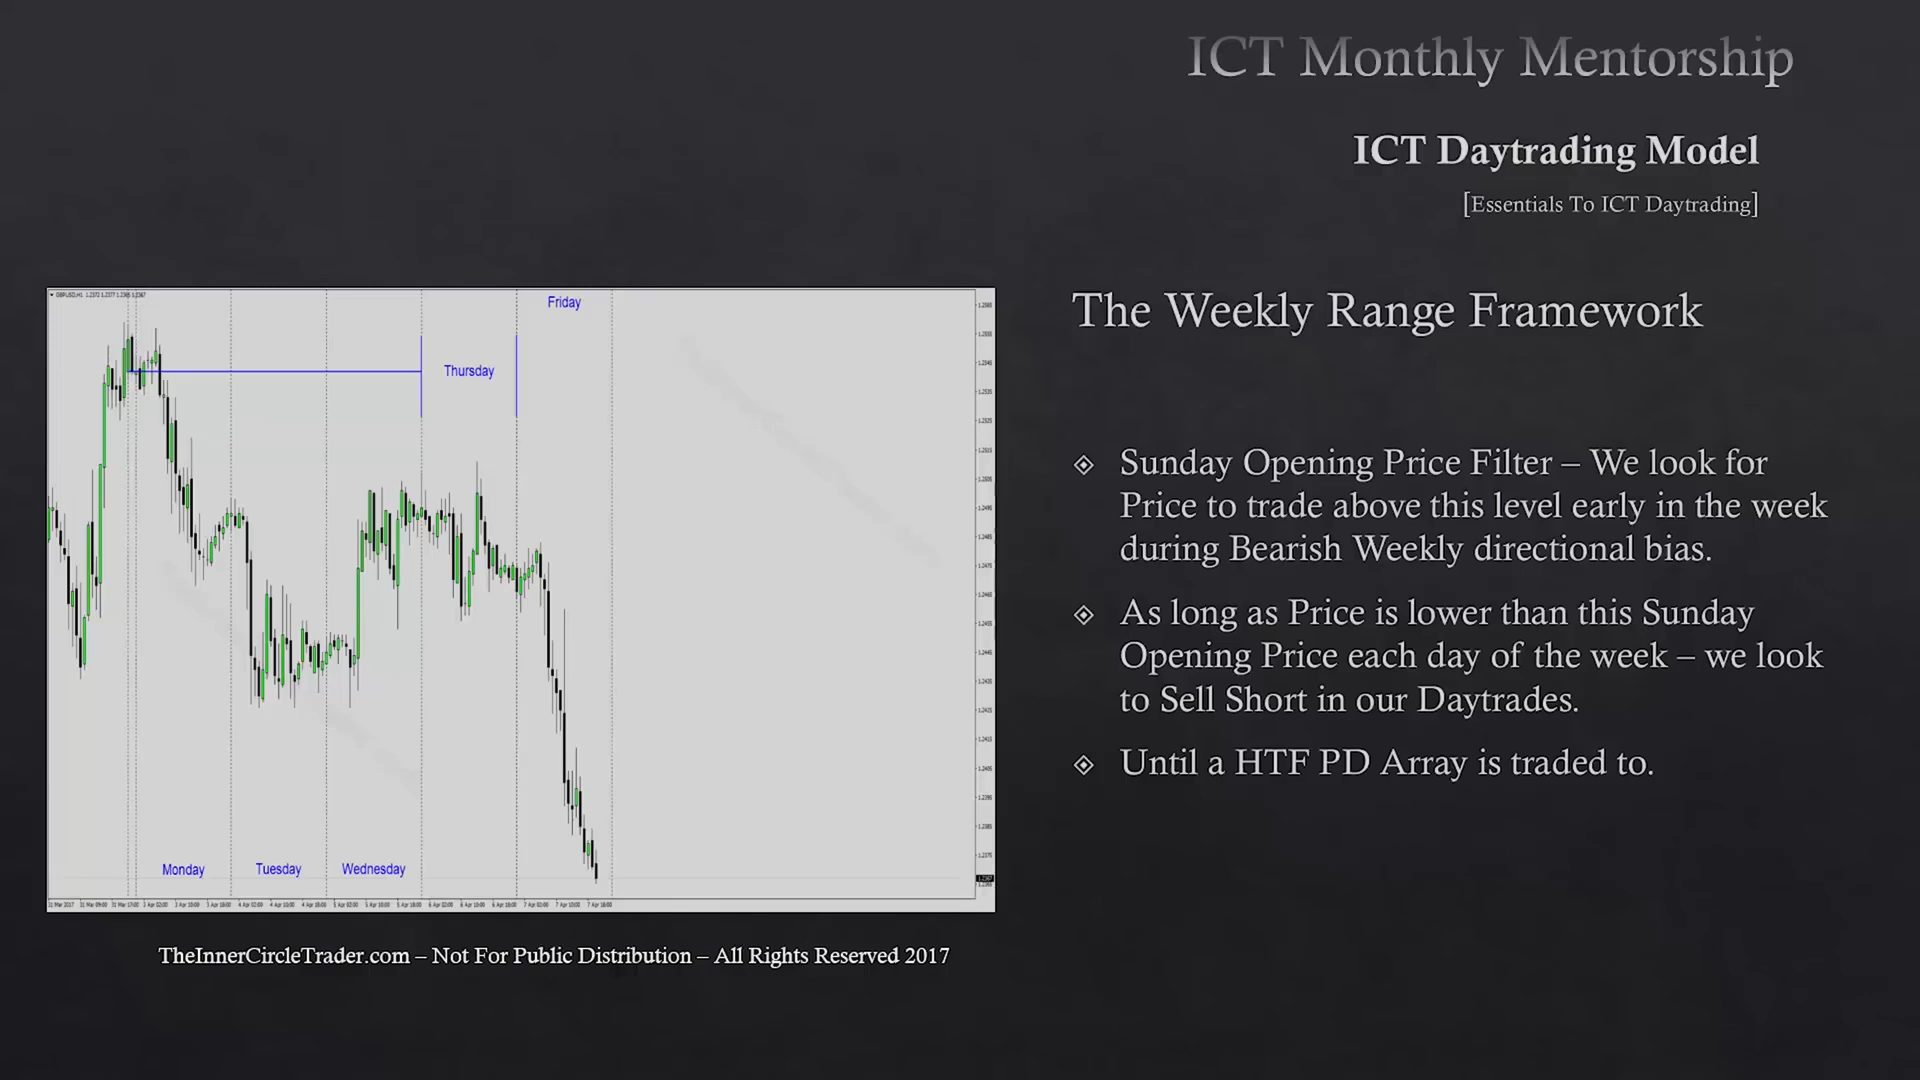 ICT Monthly Mentorship
ICT Daytrading Model
[Essentials To ICT Daytrading]
The Weekly Range Framework
Sunday Opening Price Filter – We look for
Price to trade above this level early in the week
during Bearish Weekly directional bias.
As long as Price is lower than this Sunday
Opening Price each day of the week – we look
to Sell Short in our Daytrades.
Until a HTF PD Array is traded to.
Friday
Thursday
Monday
Tuesday
Wednesday
TheInnerCircleTrader.com – Not For Public Distribution – All Rights Reserved 2017